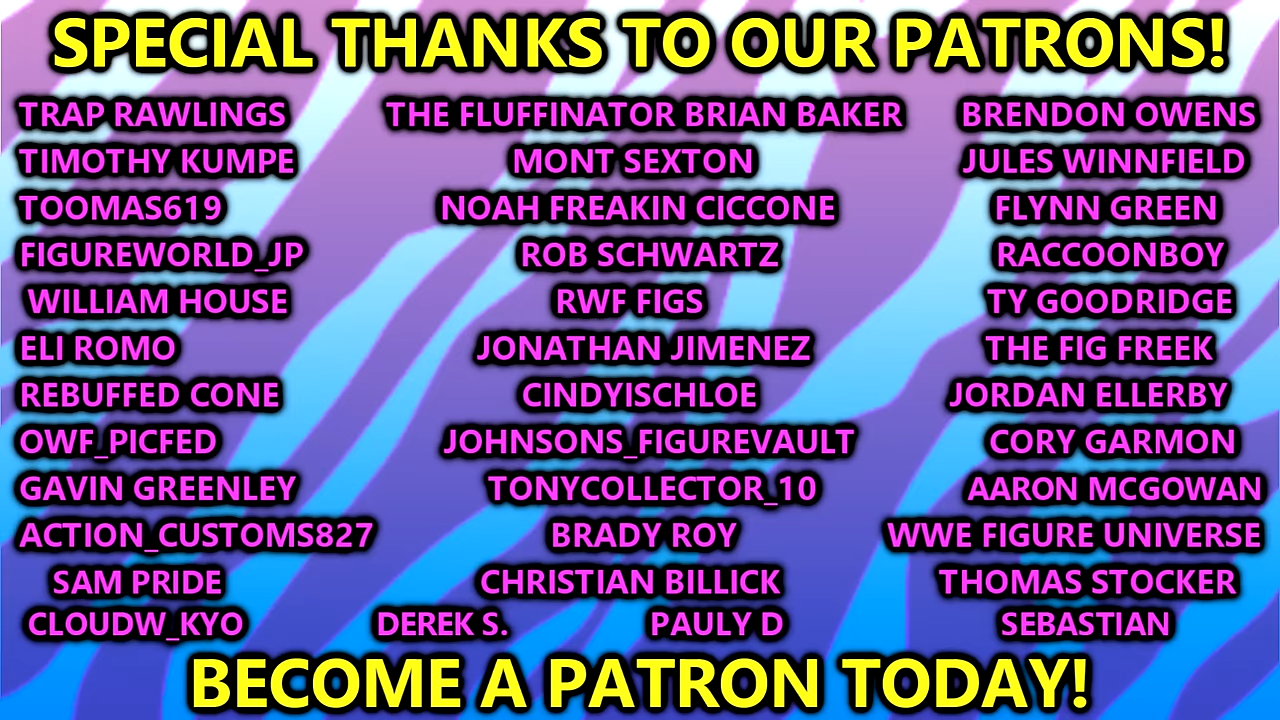 SPECIAL THANKS TO OUR PATRONS!
TRAP RAWLINGS THE FLUFFINATOR BRIAN BAKER BRENDON OWENS
TIMOTHY KUMPE MONT SEXTON JULES WINNFIELD
TOOMAS619 NOAH FREAKIN CICCONE FLYNN GREEN
FIGUREWORLD_JP ROB SCHWARTZ RACCOONBOY
WILLIAM HOUSE RWF FIGS TY GOODRIDGE
ELI ROMO JONATHAN JIMENEZ THE FIG FREEK
REBUFFED CONE CINDYISCHLOE JORDAN ELLERBY
OWF_PICFED JOHNSONS_FIGUREVAULT CORY GARMON
GAVIN GREENLEY TONYCOLLECTOR_10 AARON MCGOWAN
ACTION_CUSTOMS827 BRADY ROY WWE FIGURE UNIVERSE
SAM PRIDE CHRISTIAN BILLICK THOMAS STOCKER
CLOUDW_KYO DEREK S. PAULY D SEBASTIAN
BECOME A PATRON TODAY!